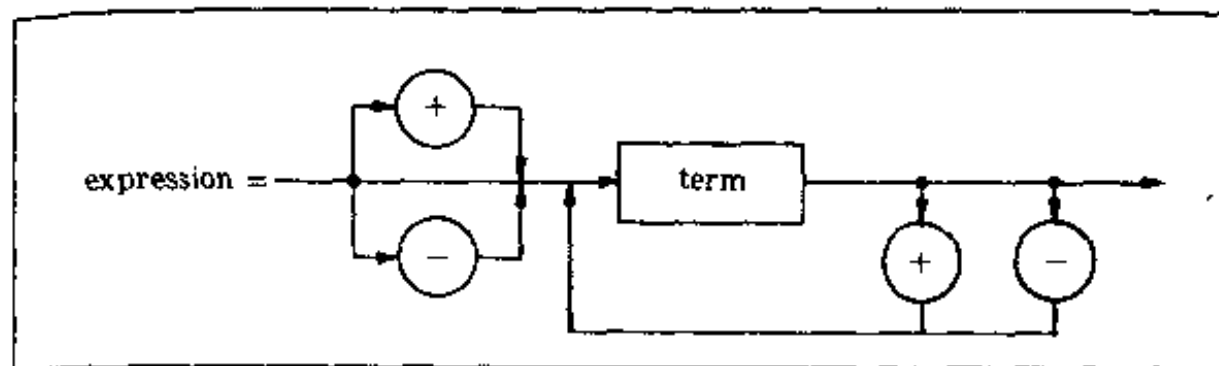 +
expression = term
−
+ −